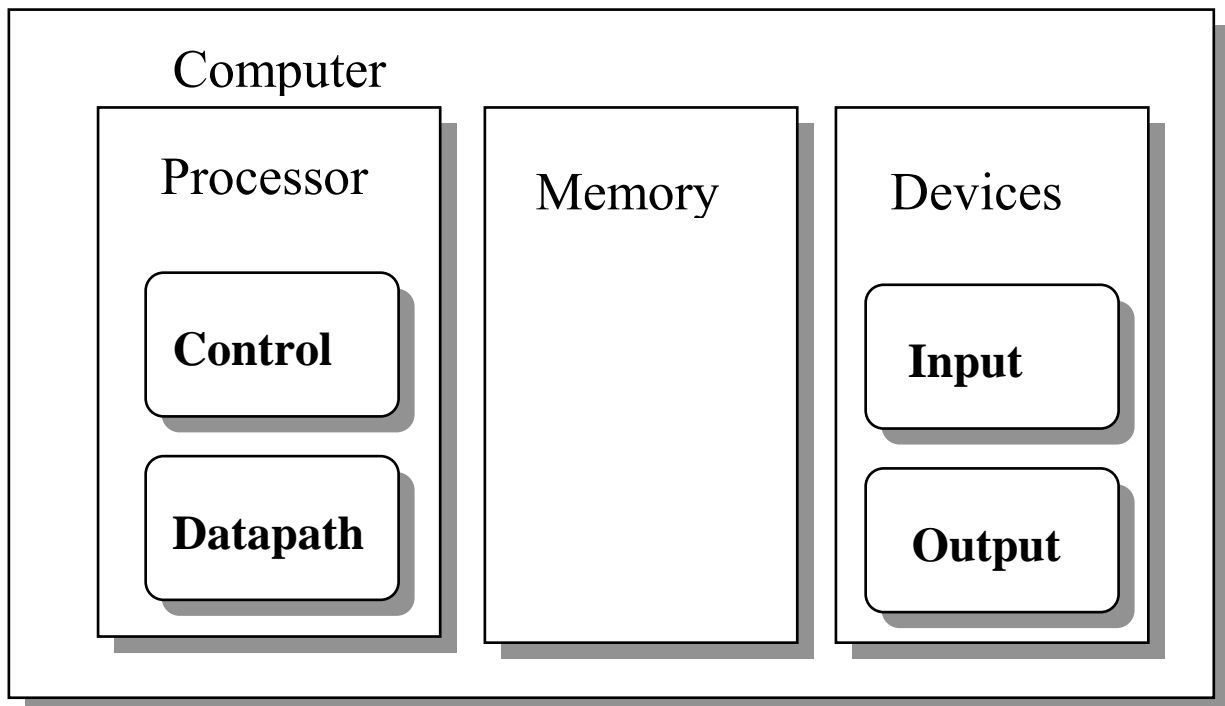 Computer
Processor
Control
Datapath
Memory
Devices
Input
Output